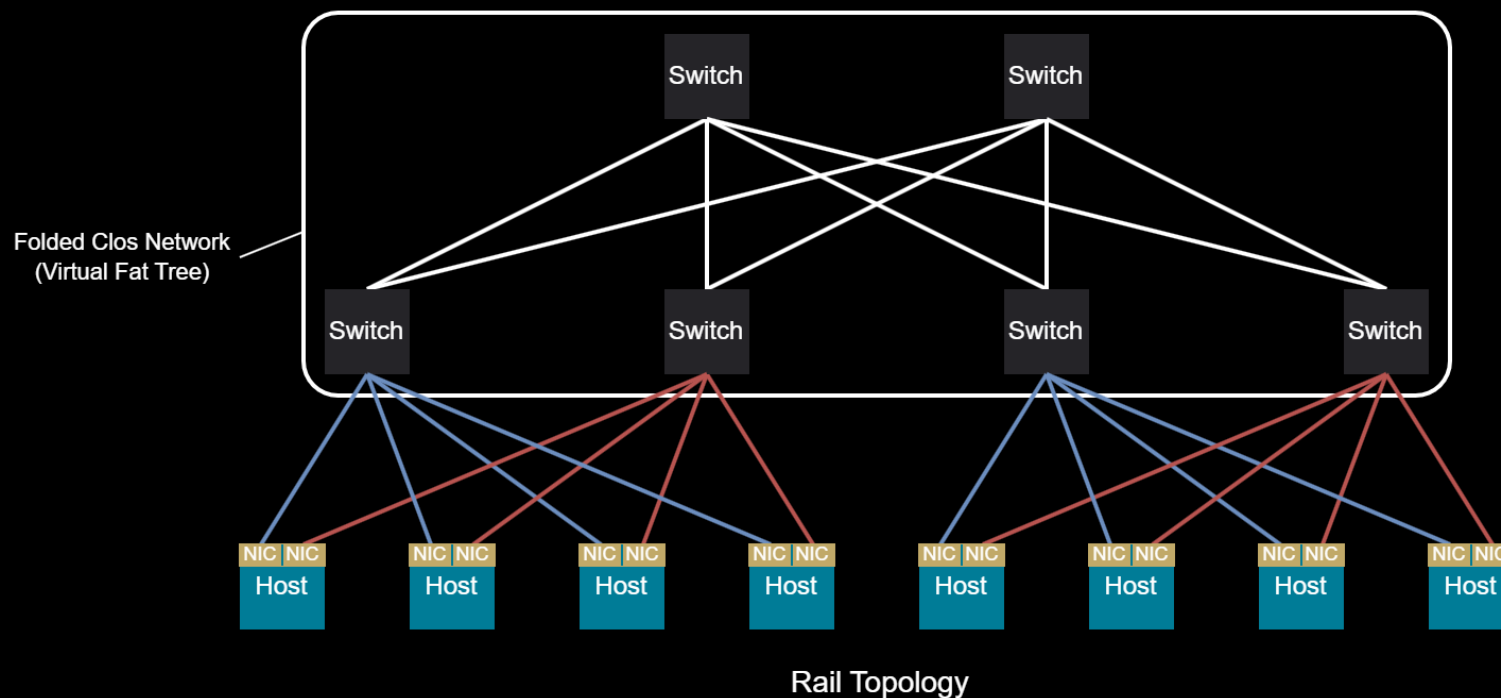 Switch
Switch
Folded Clos Network
(Virtual Fat Tree)
Switch
Switch
Switch
Switch
NIC NIC
NIC NIC
NIC NIC
NIC NIC
NIC NIC
NIC NIC
NIC NIC
NIC NIC
Host
Host
Host
Host
Host
Host
Host
Host
Rail Topology